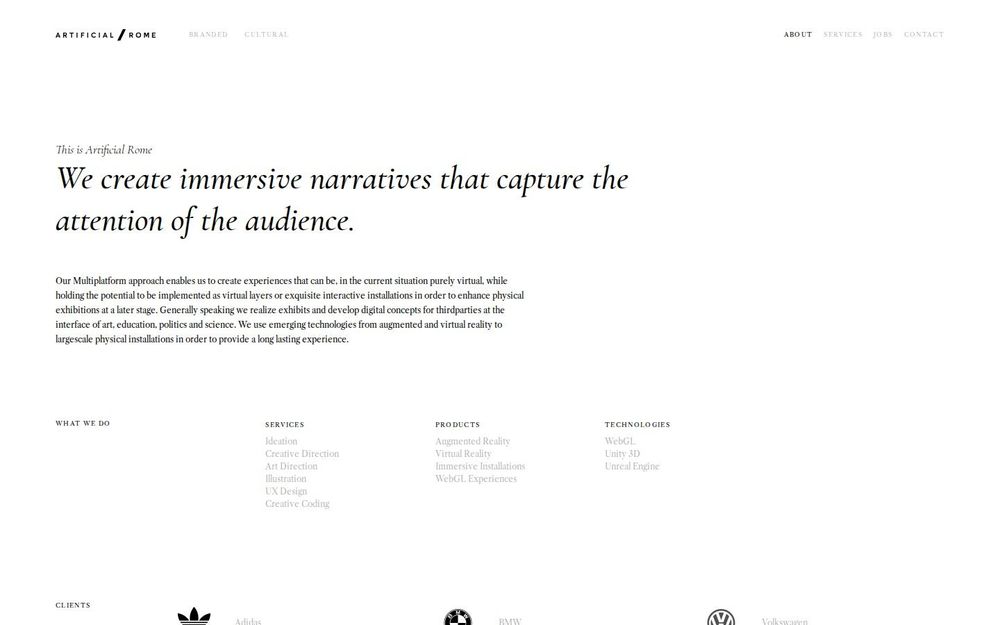 ARTIFICIAL / ROME
BRANDED CULTURAL
ABOUT SERVICES JOBS CONTACT
This is Artificial Rome
We create immersive narratives that capture the
attention of the audience.
Our Multiplatform approach enables us to create experiences that can be, in the current situation purely virtual, while
holding the potential to be implemented as virtual layers or exquisite interactive installations in order to enhance physical
exhibitions at a later stage. Generally speaking we realize exhibits and develop digital concepts for thirdparties at the
interface of art, education, politics and science. We use emerging technologies from augmented and virtual reality to
largescale physical installations in order to provide a long lasting experience.
WHAT WE DO
SERVICES
Ideation
Creative Direction
Art Direction
Illustration
UX Design
Creative Coding
PRODUCTS
Augmented Reality
Virtual Reality
Immersive Installations
WebGL Experiences
TECHNOLOGIES
WebGL
Unity 3D
Unreal Engine
CLIENTS
Adidas
BMW
BMW
Volkswagen